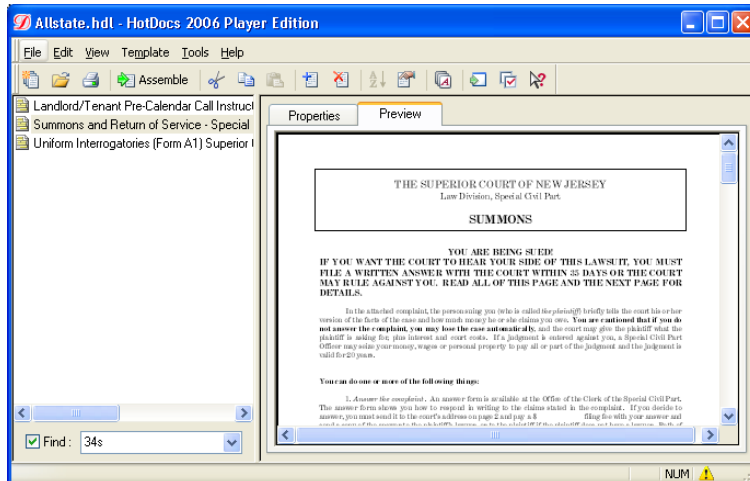 Allstate.hdl - HotDocs 2006 Player Edition
File Edit View Template Tools Help
Assemble
Landlord/Tenant Pre-Calendar Call Instruct
Summons and Return of Service - Special
Uniform Interrogatories (Form A1) Superior
Find : 34s
Properties Preview
THE SUPERIOR COURT OF NEW JERSEY
Law Division, Special Civil Part
SUMMONS
YOU ARE BEING SUED!
IF YOU WANT THE COURT TO HEAR YOUR SIDE OF THIS LAWSUIT, YOU MUST
FILE A WRITTEN ANSWER WITH THE COURT WITHIN 35 DAYS OR THE COURT
MAY RULE AGAINST YOU. READ ALL OF THIS PAGE AND THE NEXT PAGE FOR
DETAILS.
In the attached complaint, the person suing you (who is called the plaintiff) briefly tells the court his or her
version of the facts of the case and how much money he or she claims you owe. You are cautioned that if you do
not answer the complaint, you may lose the case automatically, and the court may give the plaintiff what the
plaintiff is asking for, plus interest and court costs. If a judgment is entered against you, a Special Civil Part
Officer may seize your money, wages or personal property to pay all or part of the judgment and the judgment is
valid for 20 years.
You can do one or more of the following things:
1. Answer the complaint. An answer form is available at the Office of the Clerk of the Special Civil Part.
The answer form shows you how to respond in writing to the claims stated in the complaint. If you decide to
answer, you must send it to the court's address on page 2 and pay a $ filing fee with your answer and
NUM